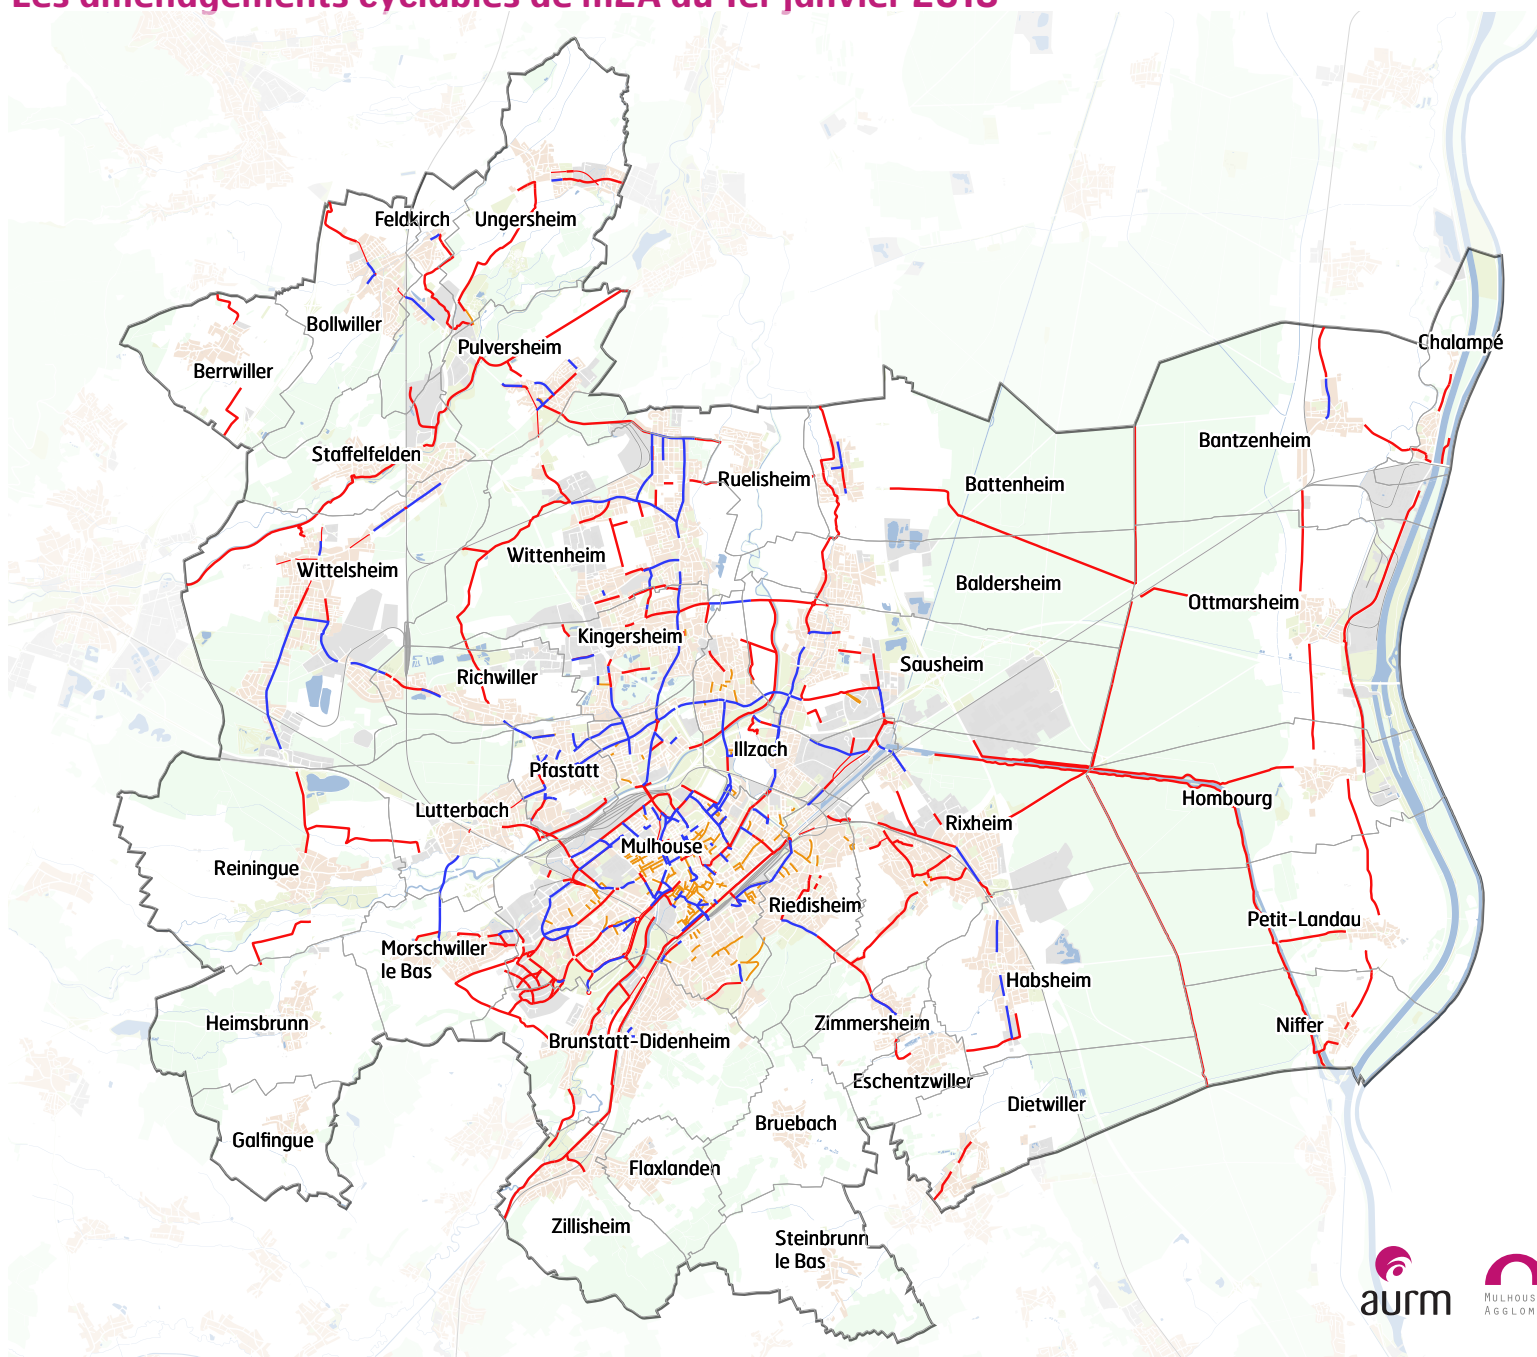 Les aménagements cyclables de m2A au 1er janvier 2018
Feldkirch
Ungersheim
Bollwiller
Chalampé
Pulversheim
Berrwiller
Bantzenheim
Staffelfelden
Ruelisheim
Battenheim
Wittenheim
Wittelsheim
Baldersheim
Ottmarsheim
Kingersheim
Sausheim
Richwiller
Illzach
Pfastatt
Hombourg
Lutterbach
Rixheim
Mulhouse
Reiningue
Riedisheim
Petit-Landau
Morschwiller
le Bas
Habsheim
Heimsbrunn
Zimmersheim
Niffer
Brunstatt-Didenheim
Eschentzwiller
Dietwiller
Bruebach
Galfingue
Flaxlanden
Zillisheim
Steinbrunn
le Bas
aurm
MULHOUS
AGGLOM